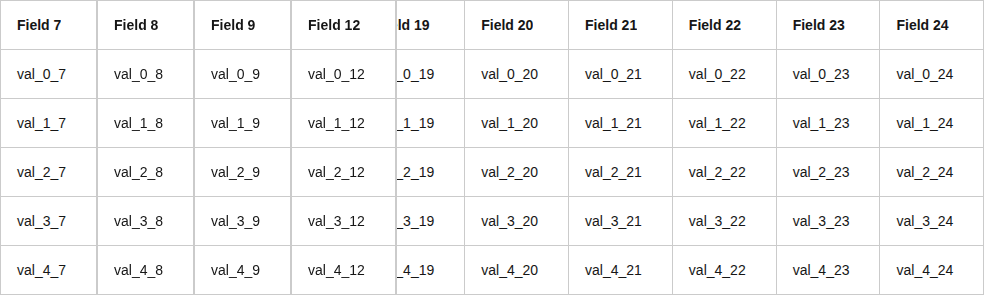 Field 7 Field 8 Field 9 Field 12 ld 19 Field 20 Field 21 Field 22 Field 23 Field 24
val_0_7 val_0_8 val_0_9 val_0_12 _0_19 val_0_20 val_0_21 val_0_22 val_0_23 val_0_24
val_1_7 val_1_8 val_1_9 val_1_12 _1_19 val_1_20 val_1_21 val_1_22 val_1_23 val_1_24
val_2_7 val_2_8 val_2_9 val_2_12 _2_19 val_2_20 val_2_21 val_2_22 val_2_23 val_2_24
val_3_7 val_3_8 val_3_9 val_3_12 _3_19 val_3_20 val_3_21 val_3_22 val_3_23 val_3_24
val_4_7 val_4_8 val_4_9 val_4_12 _4_19 val_4_20 val_4_21 val_4_22 val_4_23 val_4_24